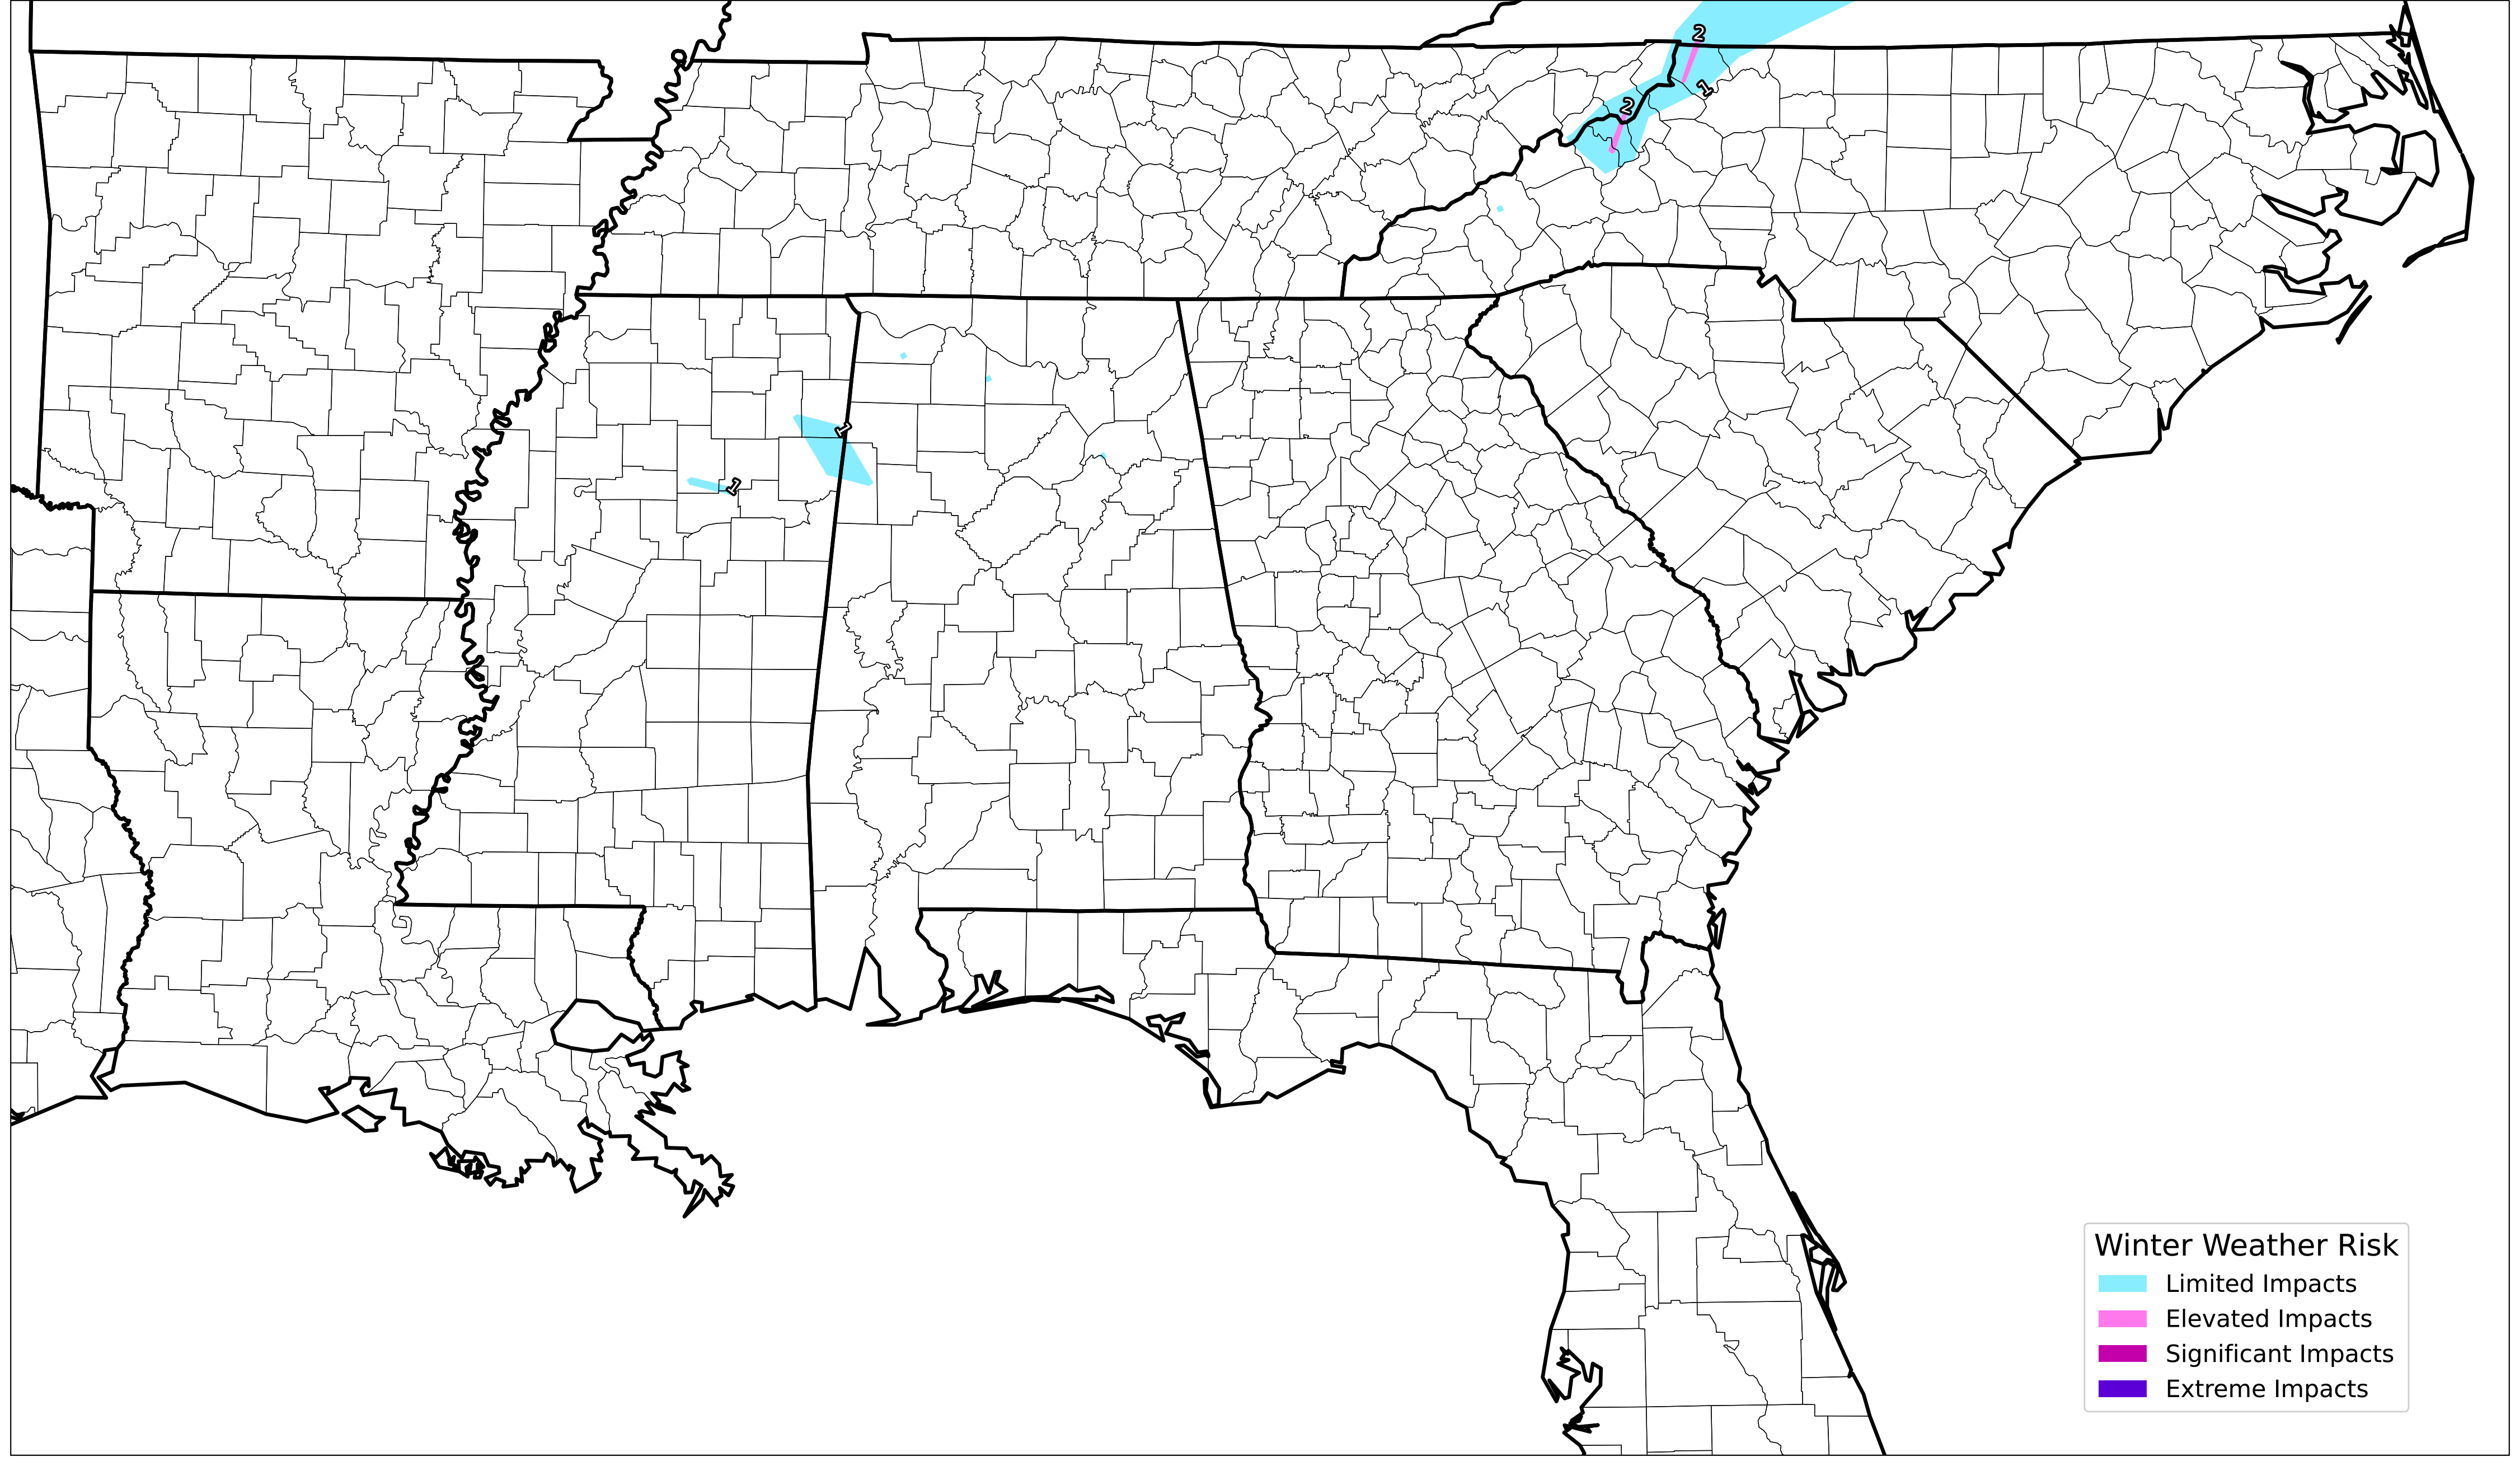 2
1
2
1
1
Winter Weather Risk
Limited Impacts
Elevated Impacts
Significant Impacts
Extreme Impacts